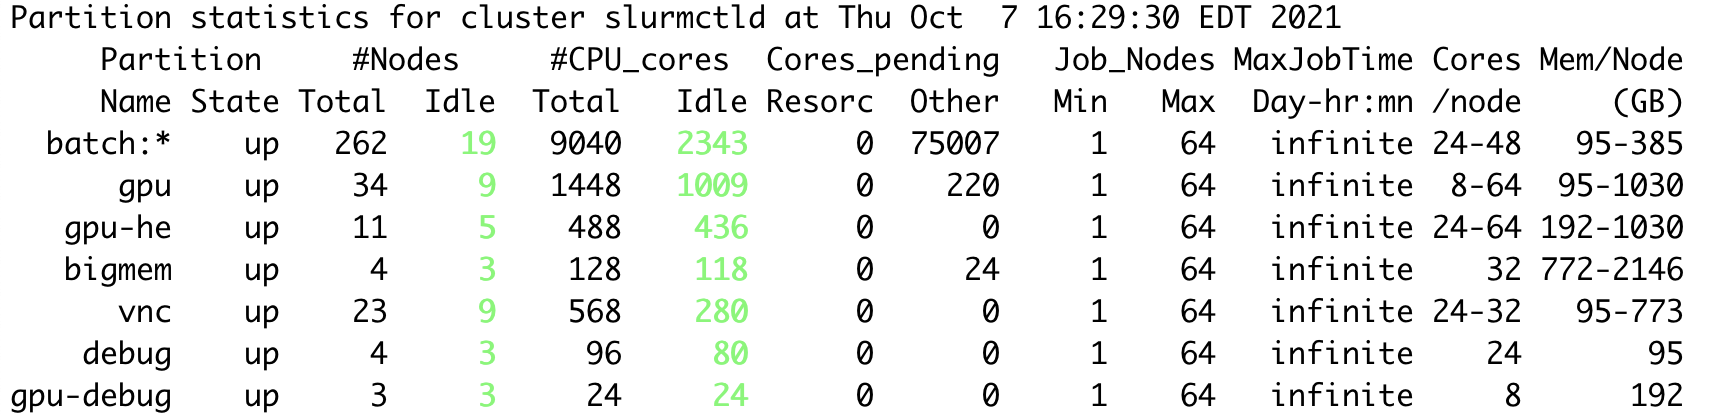 Partition statistics for cluster slurmctld at Thu Oct  7 16:29:30 EDT 2021
     Partition     #Nodes     #CPU_cores  Cores_pending   Job_Nodes MaxJobTime Cores Mem/Node
     Name State Total  Idle  Total   Idle Resorc  Other   Min   Max  Day-hr:mn /node     (GB)
  batch:*    up   262    19   9040   2343      0  75007     1    64   infinite 24-48   95-385
      gpu    up    34     9   1448   1009      0    220     1    64   infinite  8-64  95-1030
   gpu-he    up    11     5    488    436      0      0     1    64   infinite 24-64 192-1030
   bigmem    up     4     3    128    118      0     24     1    64   infinite    32 772-2146
      vnc    up    23     9    568    280      0      0     1    64   infinite 24-32   95-773
    debug    up     4     3     96     80      0      0     1    64   infinite    24       95
gpu-debug    up     3     3     24     24      0      0     1    64   infinite     8      192